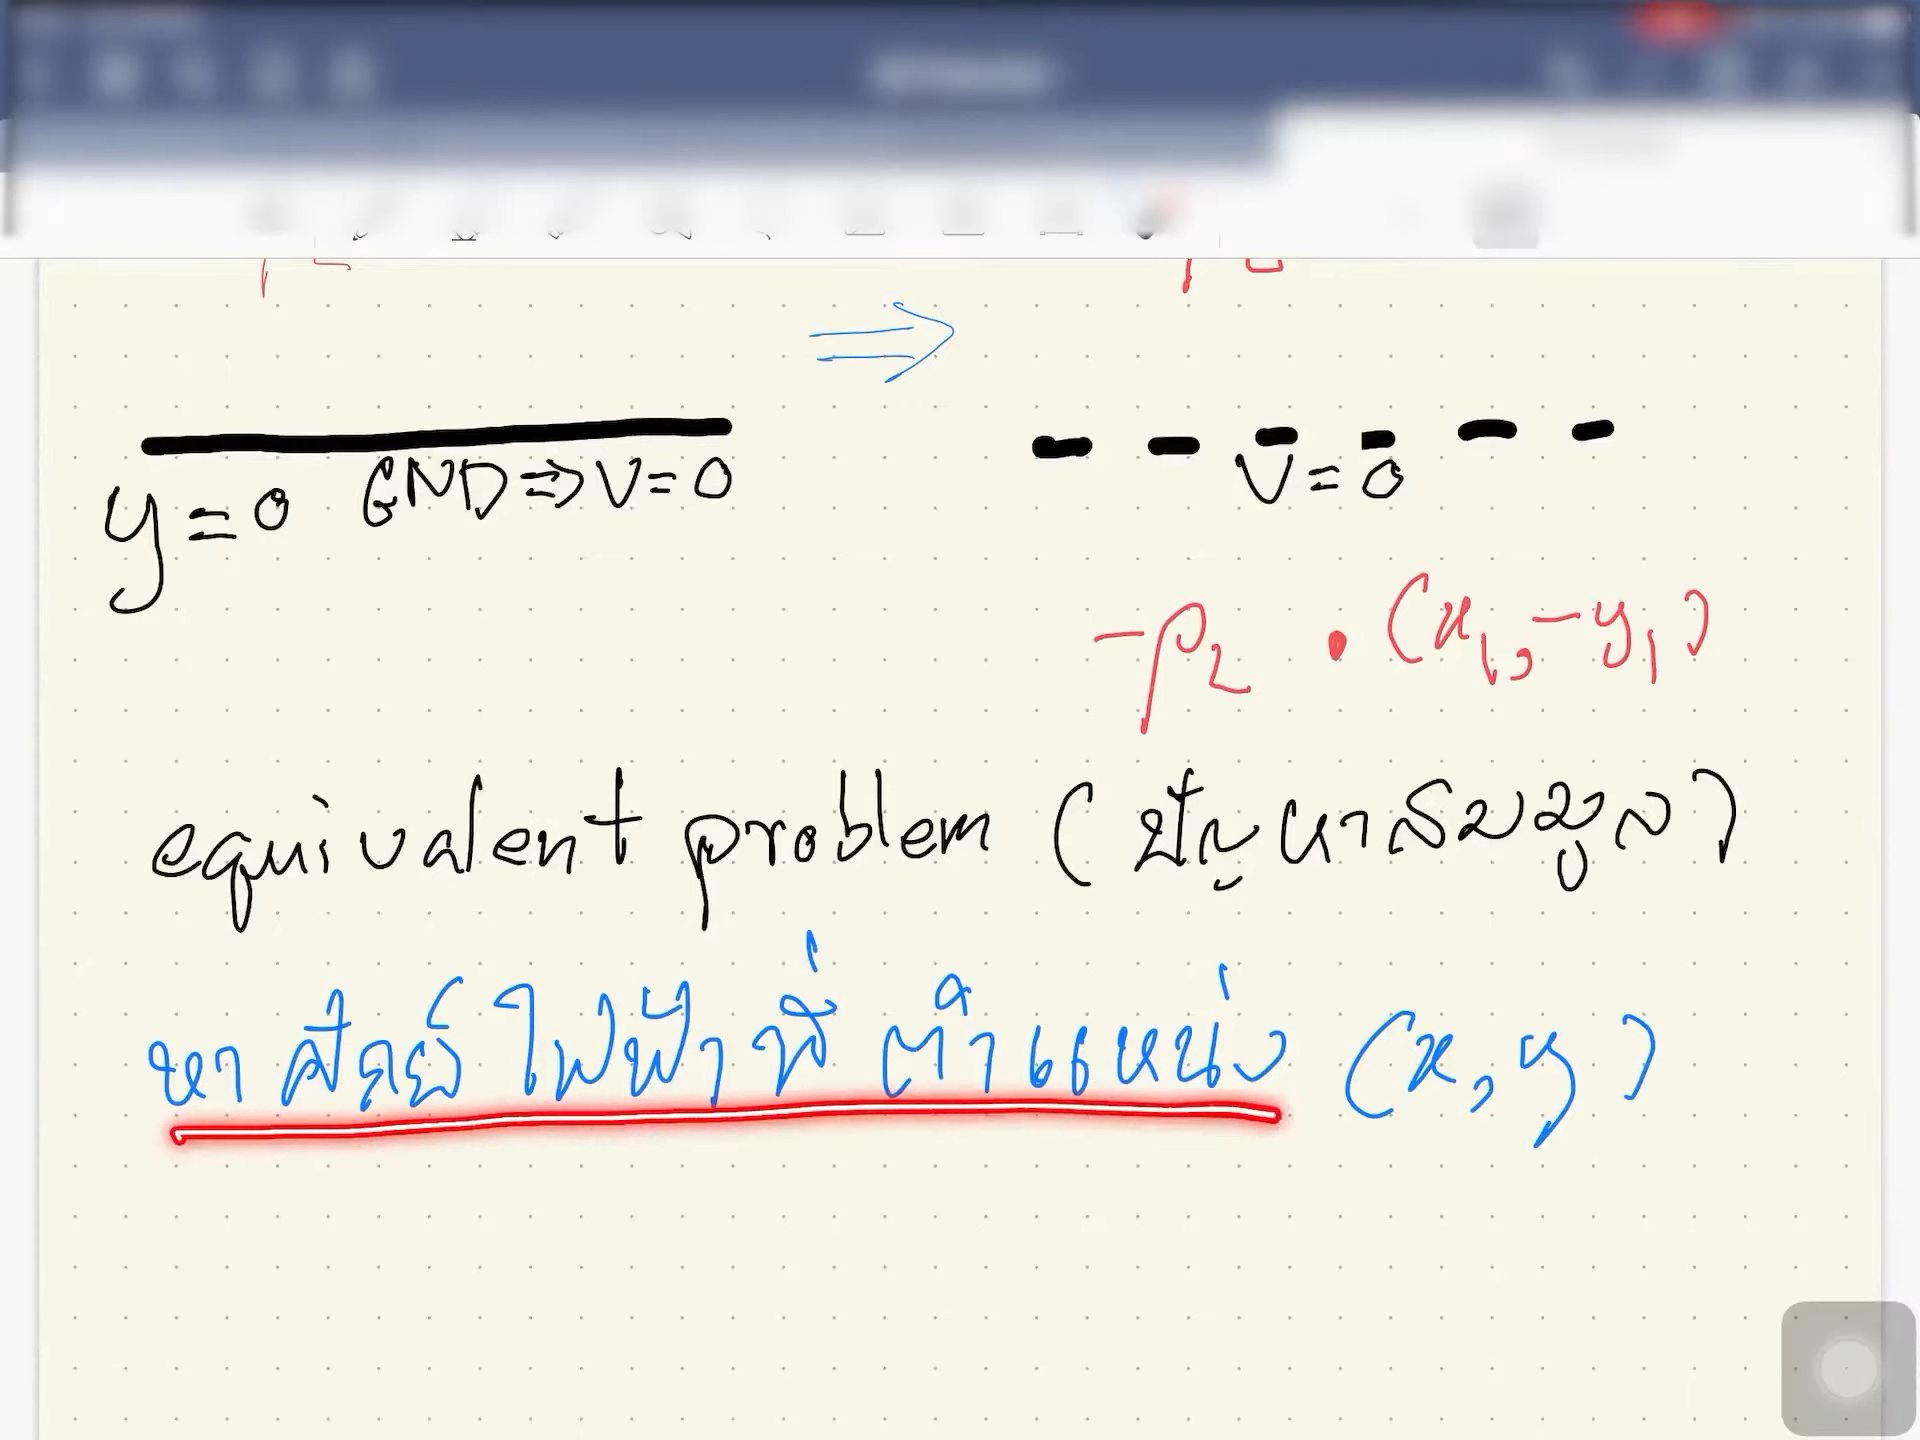 ⇒
y=0 GND⇒V=0
V=0
-ρL • (x1, -y1)
equivalent problem (ปัญหาสมมูล)
หาศักย์ไฟฟ้าที่ตำแหน่ง (x, y)